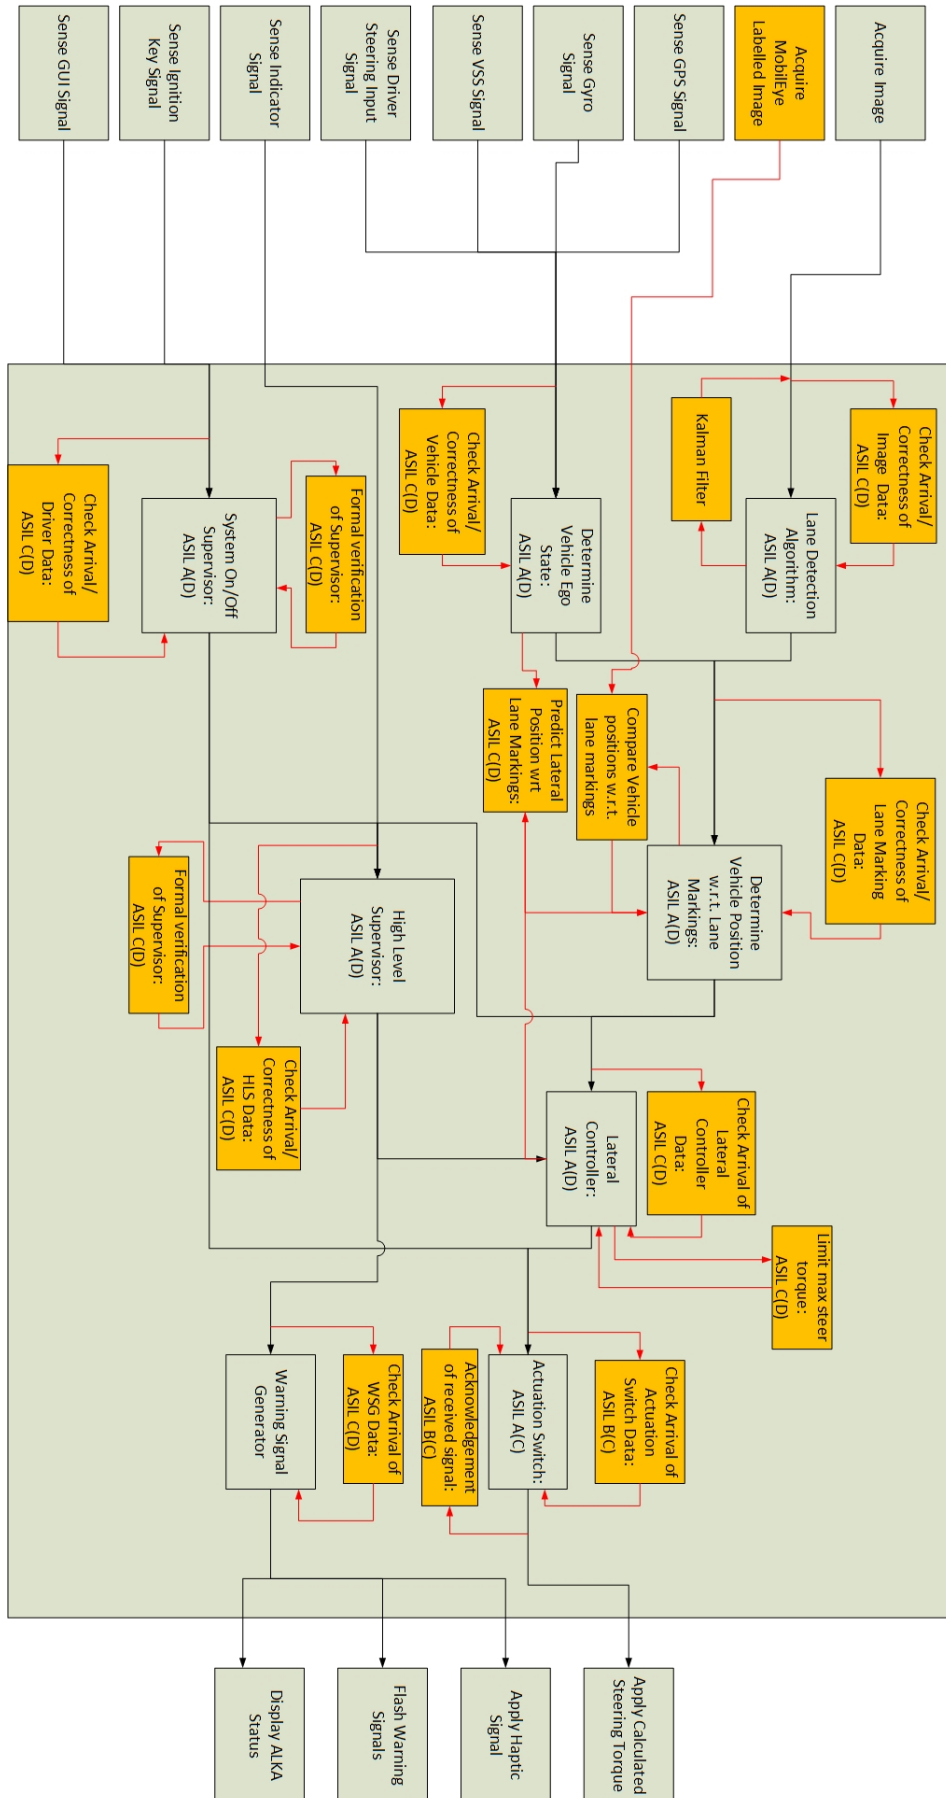 Acquire Image
Acquire
MobilEye
Labelled Image
Sense GPS Signal
Sense Gyro
Signal
Sense VSS Signal
Sense Driver
Steering Input
Signal
Sense Indicator
Signal
Sense Ignition
Key Signal
Sense GUI Signal
Check Arrival/
Correctness of
Image Data:
ASIL C(D)
Kalman Filter
Lane Detection
Algorithm:
ASIL A(D)
Check Arrival/
Correctness of
Vehicle Data:
ASIL C(D)
Determine
Vehicle Ego
State:
ASIL A(D)
Formal verification
of Supervisor:
ASIL C(D)
System On/Off
Supervisor:
ASIL A(D)
Check Arrival/
Correctness of
Driver Data:
ASIL C(D)
Check Arrival/
Correctness of
Lane Marking
Data:
ASIL C(D)
Determine
Vehicle Position
w.r.t. Lane
Markings:
ASIL A(D)
Compare Vehicle
positions w.r.t.
lane markings
Predict Lateral
Position wrt
Lane Markings:
ASIL C(D)
High Level
Supervisor:
ASIL A(D)
Formal verification
of Supervisor:
ASIL C(D)
Check Arrival/
Correctness of
HLS Data:
ASIL C(D)
Check Arrival of
Lateral
Controller
Data:
ASIL C(D)
Lateral
Controller:
ASIL A(D)
Limit max steer
torque:
ASIL C(D)
Check Arrival of
Actuation
Switch Data:
ASIL B(C)
Actuation Switch:
ASIL A(C)
Acknowledgement
of received signal:
ASIL B(C)
Check Arrival of
WSG Data:
ASIL C(D)
Warning Signal
Generator
Apply Calculated
Steering Torque
Apply Haptic
Signal
Flash Warning
Signals
Display ALKA
Status